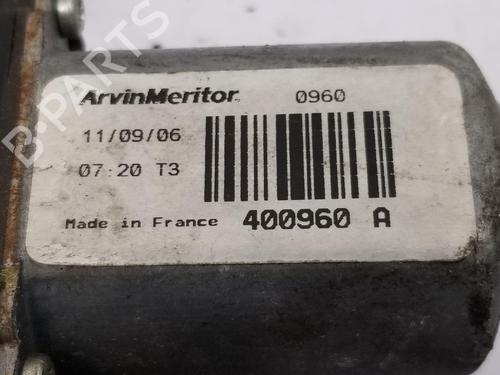 ArvinMeritor 0960
11/09/06
07:20 T3
Made in France 400960 A
B-PARTS